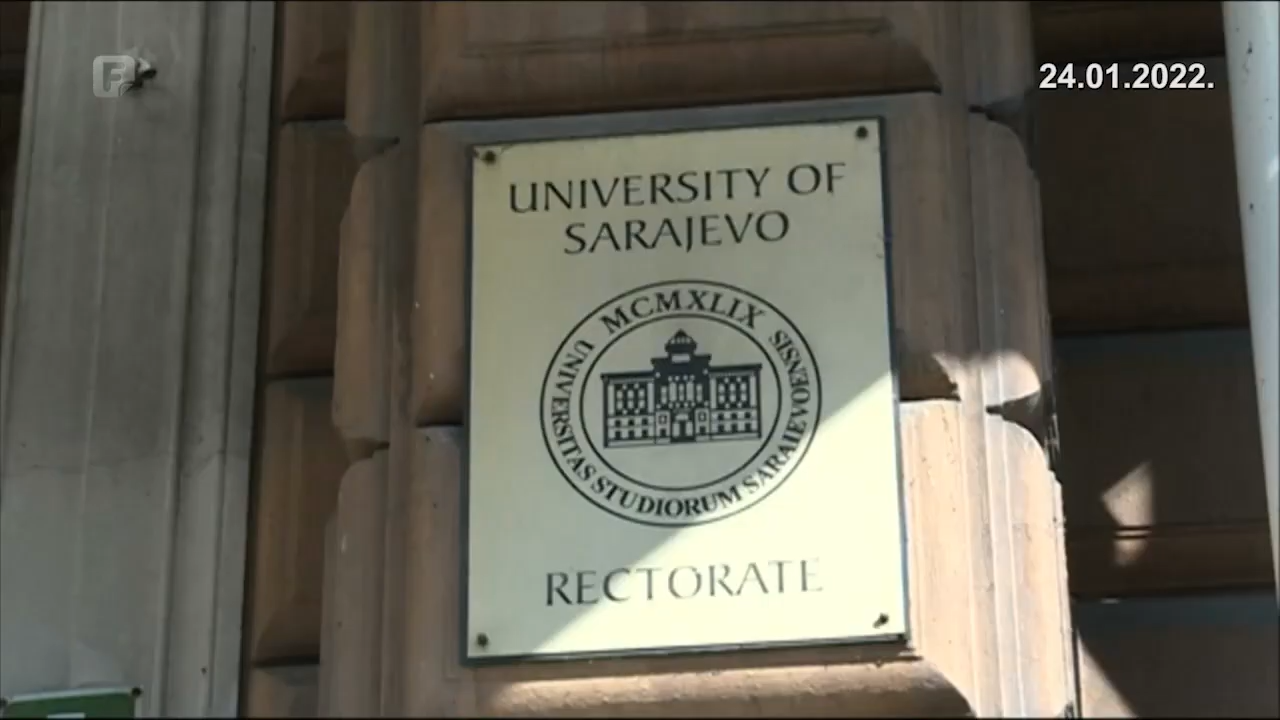 F
24.01.2022.
UNIVERSITY OF
SARAJEVO
MCMXLIX
UNIVERSITAS STUDIORUM SARAIEVOENSIS
RECTORATE